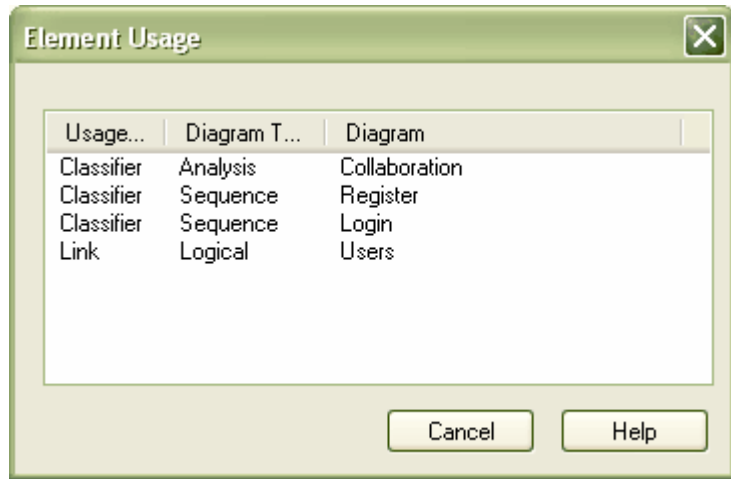 Element Usage
Usage... Diagram T... Diagram
Classifier Analysis Collaboration
Classifier Sequence Register
Classifier Sequence Login
Link Logical Users
Cancel Help